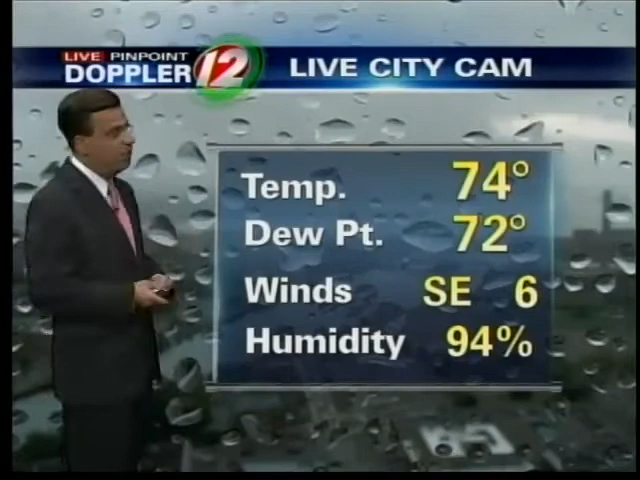 LIVE PINPOINT
DOPPLER 12
LIVE CITY CAM
Temp. 74°
Dew Pt. 72°
Winds SE 6
Humidity 94%